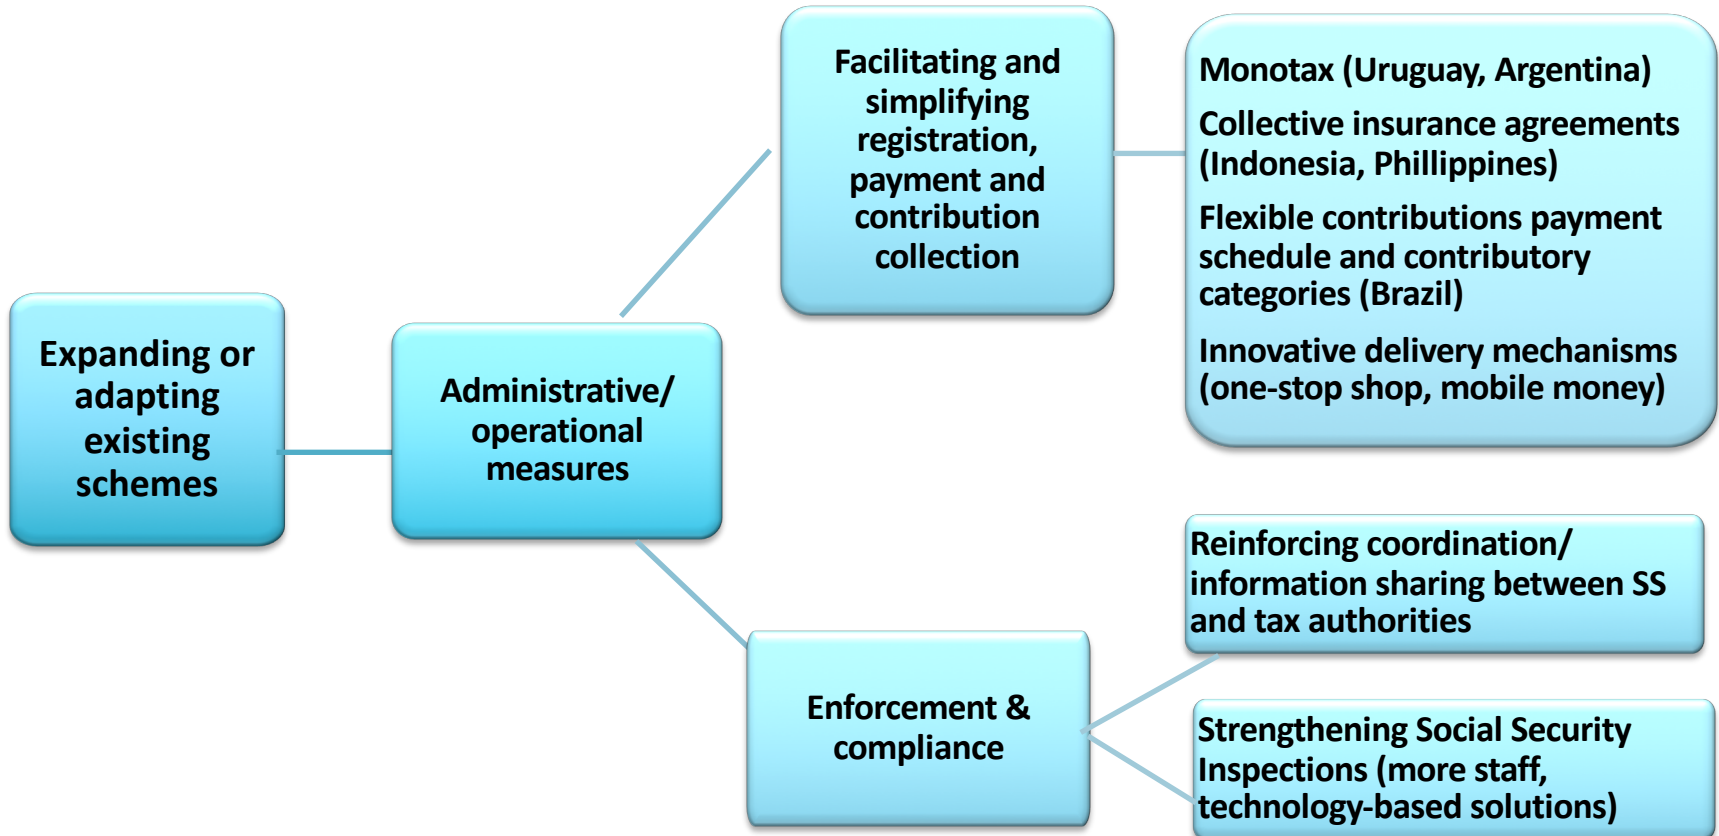 Expanding or
adapting
existing
schemes
Administrative/
operational
measures
Facilitating and
simplifying
registration,
payment and
contribution
collection
Monotax (Uruguay, Argentina)
Collective insurance agreements
(Indonesia, Phillippines)
Flexible contributions payment
schedule and contributory
categories (Brazil)
Innovative delivery mechanisms
(one-stop shop, mobile money)
Enforcement &
compliance
Reinforcing coordination/
information sharing between SS
and tax authorities
Strengthening Social Security
Inspections (more staff,
technology-based solutions)